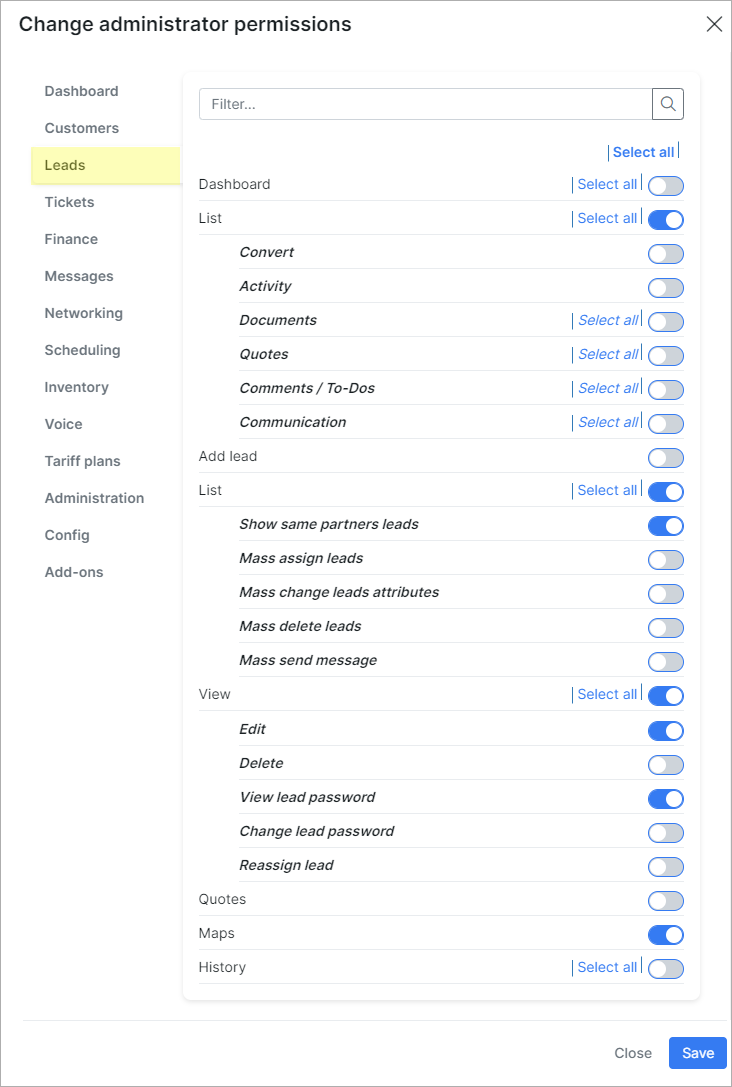 Change administrator permissions
Dashboard
Customers
Leads
Tickets
Finance
Messages
Networking
Scheduling
Inventory
Voice
Tariff plans
Administration
Config
Add-ons
Filter...
Select all
Dashboard Select all
List Select all
Convert
Activity
Documents Select all
Quotes Select all
Comments / To-Dos Select all
Communication Select all
Add lead
List Select all
Show same partners leads
Mass assign leads
Mass change leads attributes
Mass delete leads
Mass send message
View Select all
Edit
Delete
View lead password
Change lead password
Reassign lead
Quotes
Maps
History Select all
Close Save